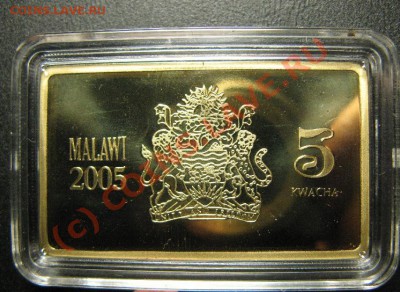 COINS.LAVE.RU
MALAWI
2005
5
KWACHA
(c) COINS.LAVE.RU